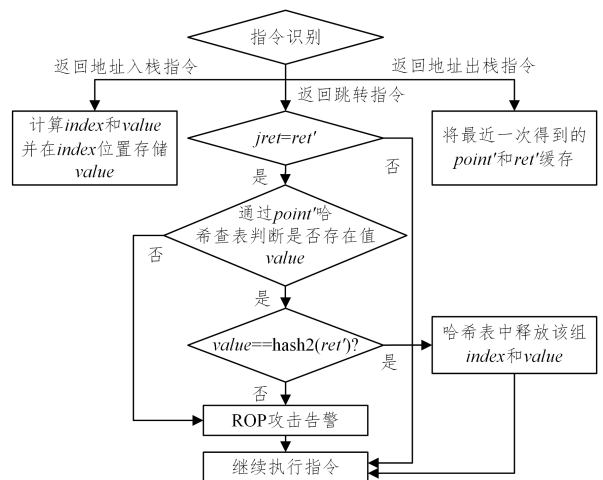 指令识别
返回地址入栈指令
返回地址出栈指令
返回跳转指令
计算index和value
并在index位置存储
value
jret=ret′
将最近一次得到的
point′和ret′缓存
否
是
通过point′哈
希查表判断是否存在值
value
否
是
value==hash2(ret′)?
是
哈希表中释放该组
index和value
否
ROP攻击告警
继续执行指令